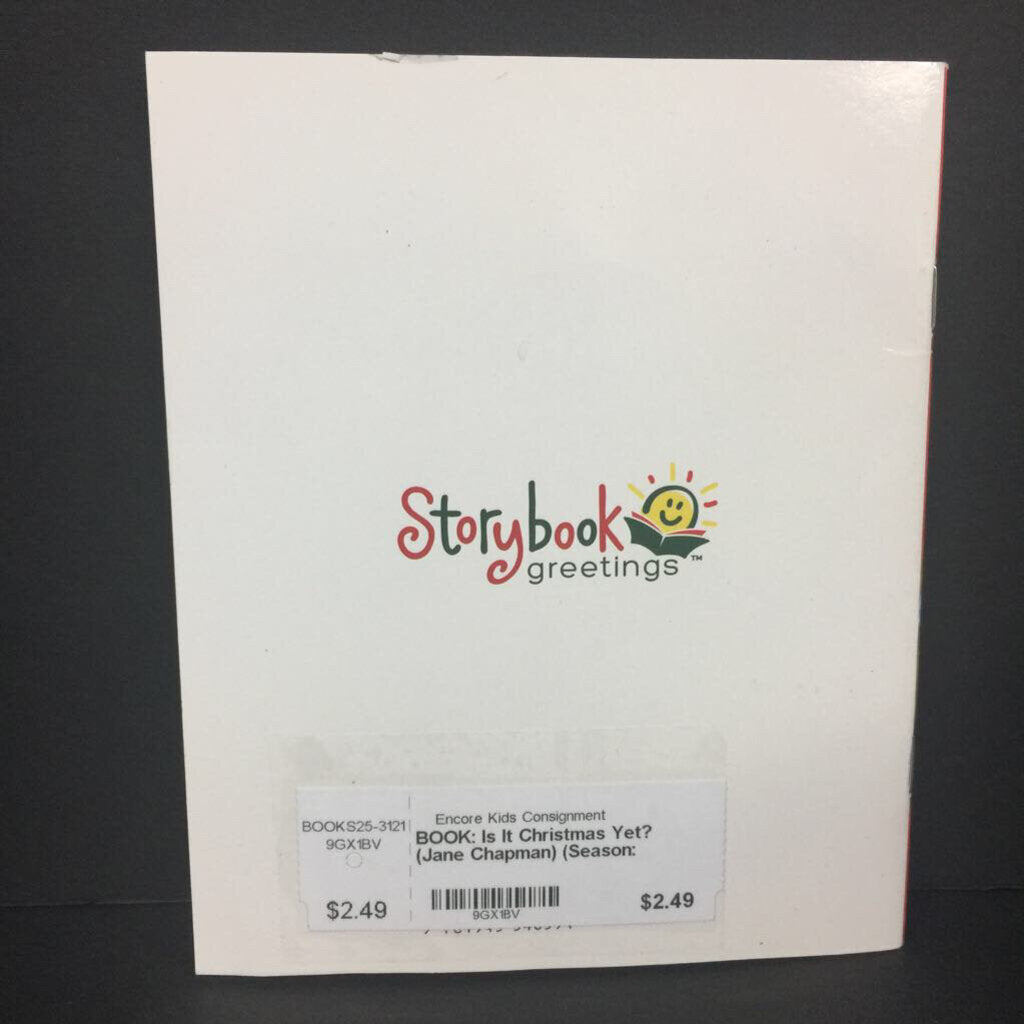 Storybook
greetings™
BOOKS25-3121
9GX1BV
$2.49
Encore Kids Consignment
BOOK: Is It Christmas Yet?
(Jane Chapman) (Season:
9GX1BV
$2.49